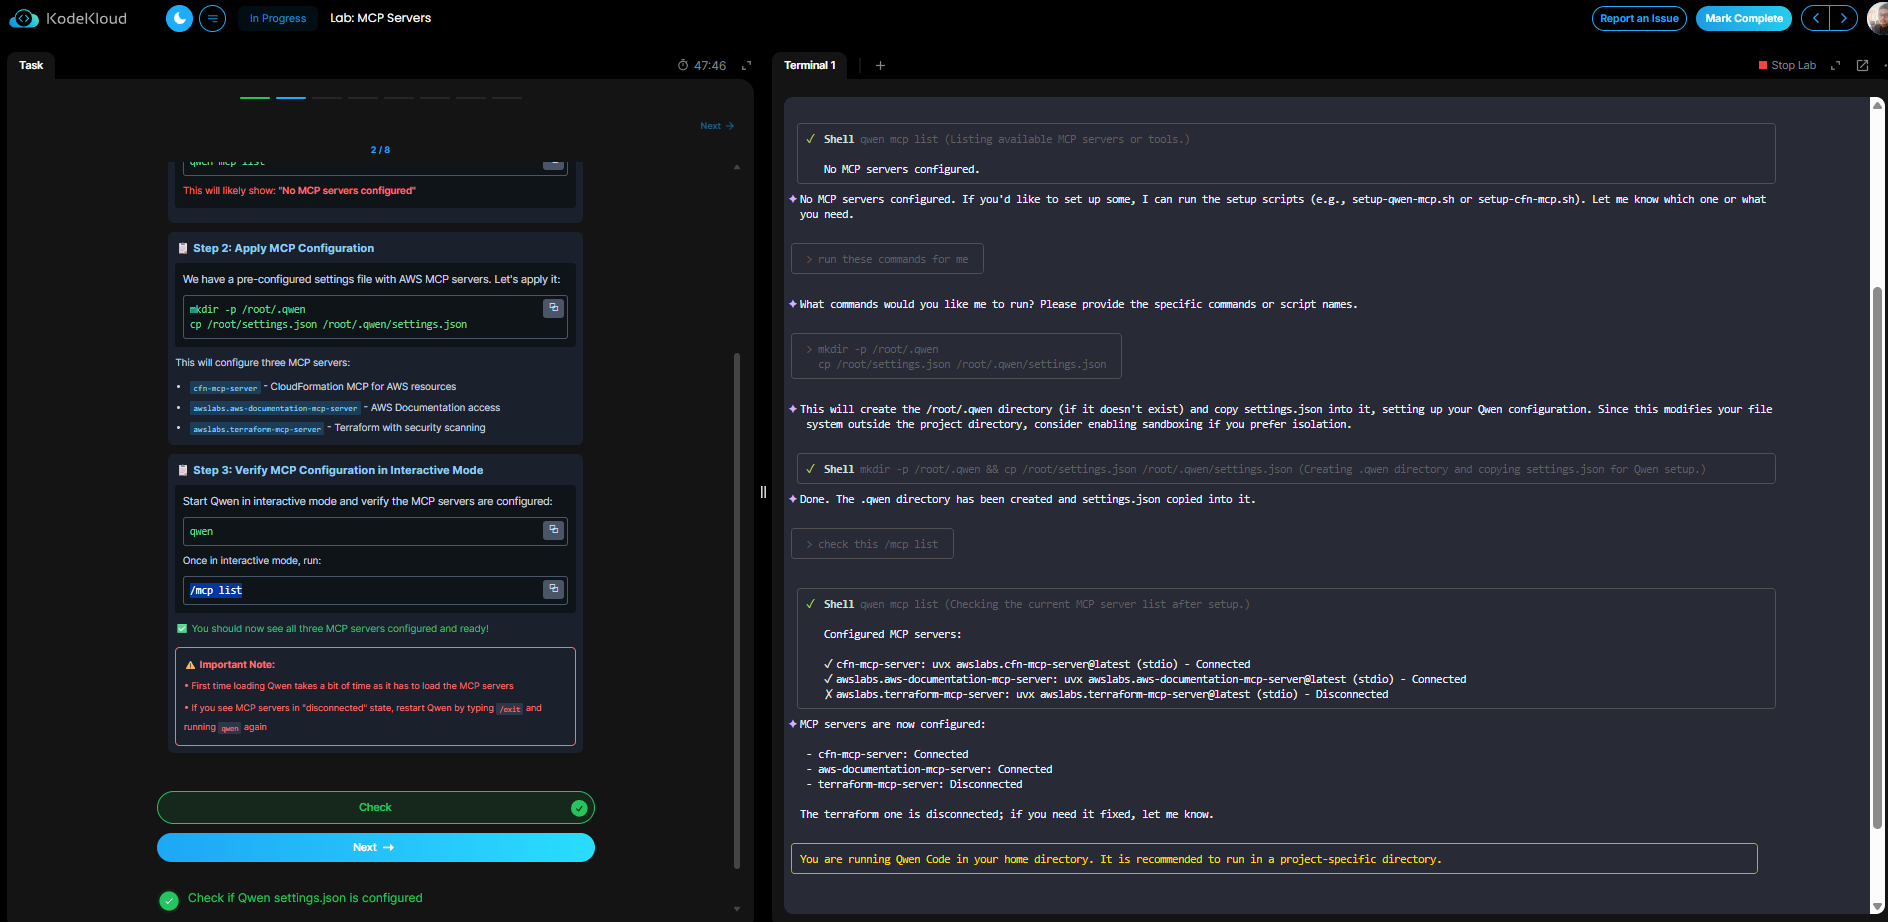 KodeKloud
In Progress
Lab: MCP Servers
Report an Issue
Mark Complete
Task
47:46
Next →
2 / 8
qwen mcp list
This will likely show: "No MCP servers configured"
Step 2: Apply MCP Configuration
We have a pre-configured settings file with AWS MCP servers. Let's apply it:
mkdir -p /root/.qwen
cp /root/settings.json /root/.qwen/settings.json
This will configure three MCP servers:
• cfn-mcp-server - CloudFormation MCP for AWS resources
• awslabs.aws-documentation-mcp-server - AWS Documentation access
• awslabs.terraform-mcp-server - Terraform with security scanning
Step 3: Verify MCP Configuration in Interactive Mode
Start Qwen in interactive mode and verify the MCP servers are configured:
qwen
Once in interactive mode, run:
/mcp list
✅ You should now see all three MCP servers configured and ready!
⚠ Important Note:
• First time loading Qwen takes a bit of time as it has to load the MCP servers
• If you see MCP servers in "disconnected" state, restart Qwen by typing /exit and
running qwen again
Check
Next →
Check if Qwen settings.json is configured
Terminal 1
+
Stop Lab
✓ Shell qwen mcp list (Listing available MCP servers or tools.)
No MCP servers configured.
✦ No MCP servers configured. If you'd like to set up some, I can run the setup scripts (e.g., setup-qwen-mcp.sh or setup-cfn-mcp.sh). Let me know which one or what
you need.
> run these commands for me
✦ What commands would you like me to run? Please provide the specific commands or script names.
> mkdir -p /root/.qwen
cp /root/settings.json /root/.qwen/settings.json
✦ This will create the /root/.qwen directory (if it doesn't exist) and copy settings.json into it, setting up your Qwen configuration. Since this modifies your file
system outside the project directory, consider enabling sandboxing if you prefer isolation.
✓ Shell mkdir -p /root/.qwen && cp /root/settings.json /root/.qwen/settings.json (Creating .qwen directory and copying settings.json for Qwen setup.)
✦ Done. The .qwen directory has been created and settings.json copied into it.
> check this /mcp list
✓ Shell qwen mcp list (Checking the current MCP server list after setup.)
Configured MCP servers:
✓ cfn-mcp-server: uvx awslabs.cfn-mcp-server@latest (stdio) - Connected
✓ awslabs.aws-documentation-mcp-server: uvx awslabs.aws-documentation-mcp-server@latest (stdio) - Connected
✗ awslabs.terraform-mcp-server: uvx awslabs.terraform-mcp-server@latest (stdio) - Disconnected
✦ MCP servers are now configured:
- cfn-mcp-server: Connected
- aws-documentation-mcp-server: Connected
- terraform-mcp-server: Disconnected
The terraform one is disconnected; if you need it fixed, let me know.
You are running Qwen Code in your home directory. It is recommended to run in a project-specific directory.